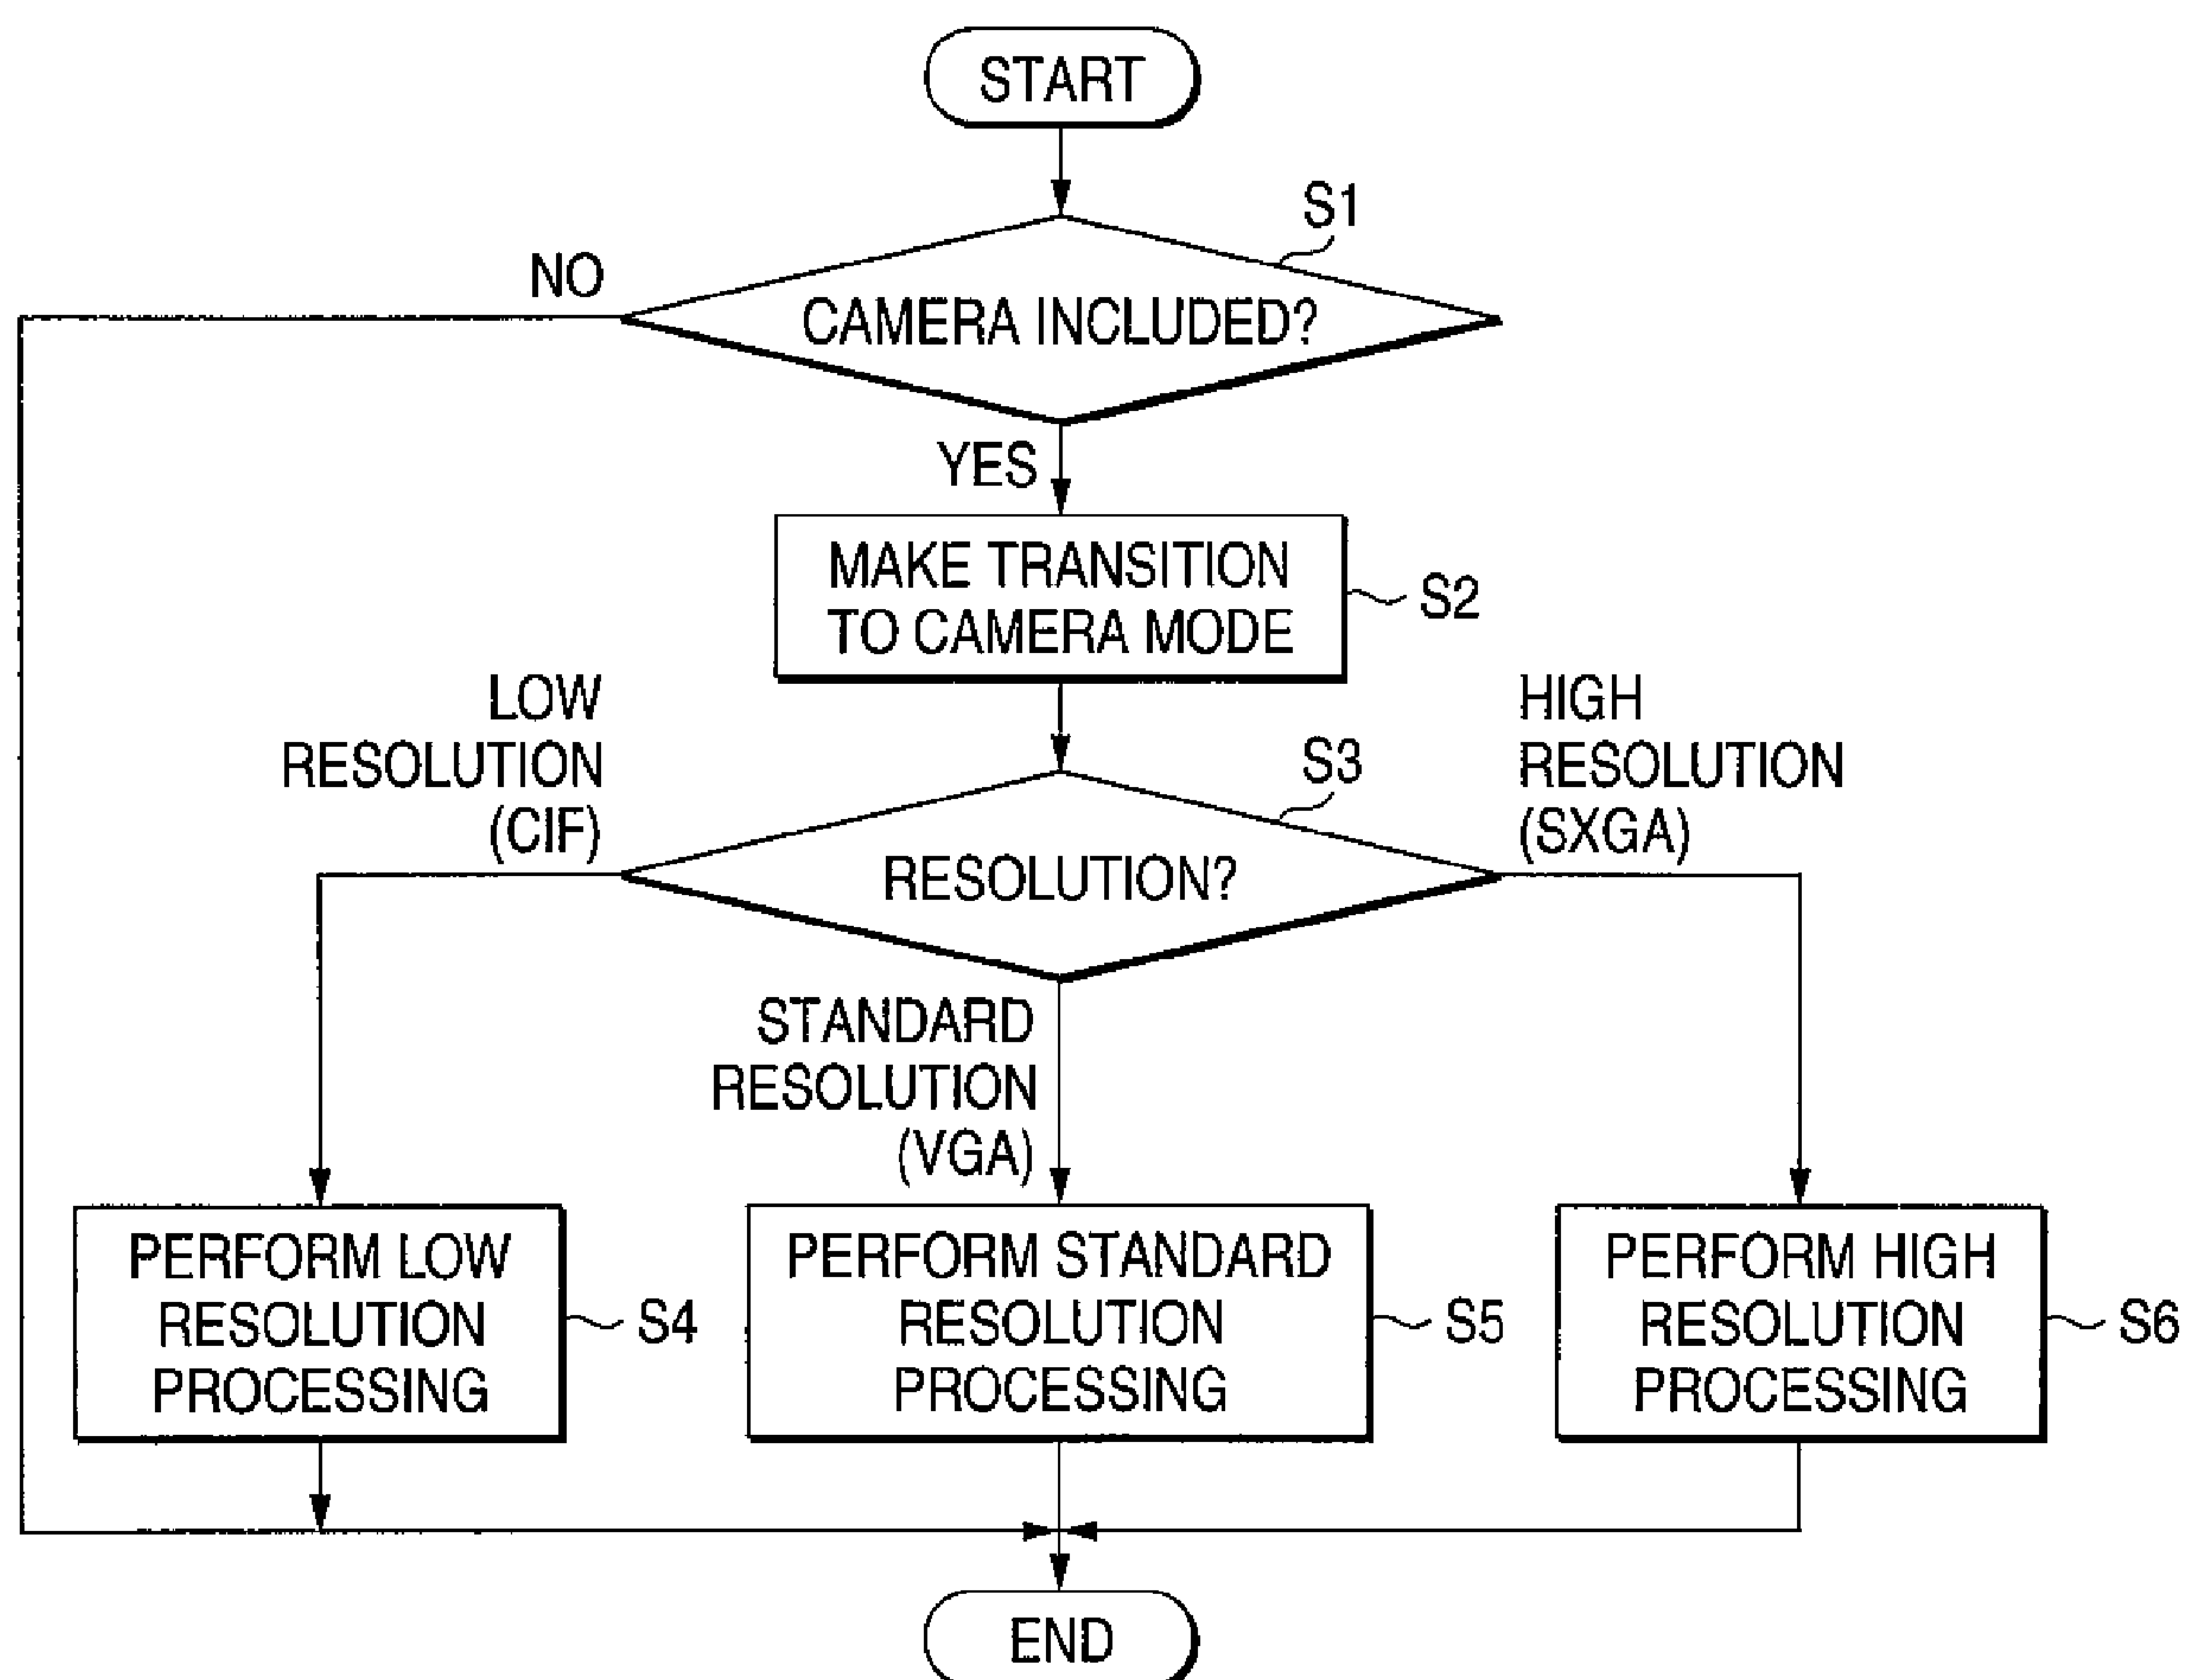 START
S1
NO
CAMERA INCLUDED?
YES
MAKE TRANSITION
TO CAMERA MODE
S2
LOW
RESOLUTION
(CIF)
HIGH
RESOLUTION
(SXGA)
S3
RESOLUTION?
STANDARD
RESOLUTION
(VGA)
PERFORM LOW
RESOLUTION
PROCESSING
S4
PERFORM STANDARD
RESOLUTION
PROCESSING
S5
PERFORM HIGH
RESOLUTION
PROCESSING
S6
END